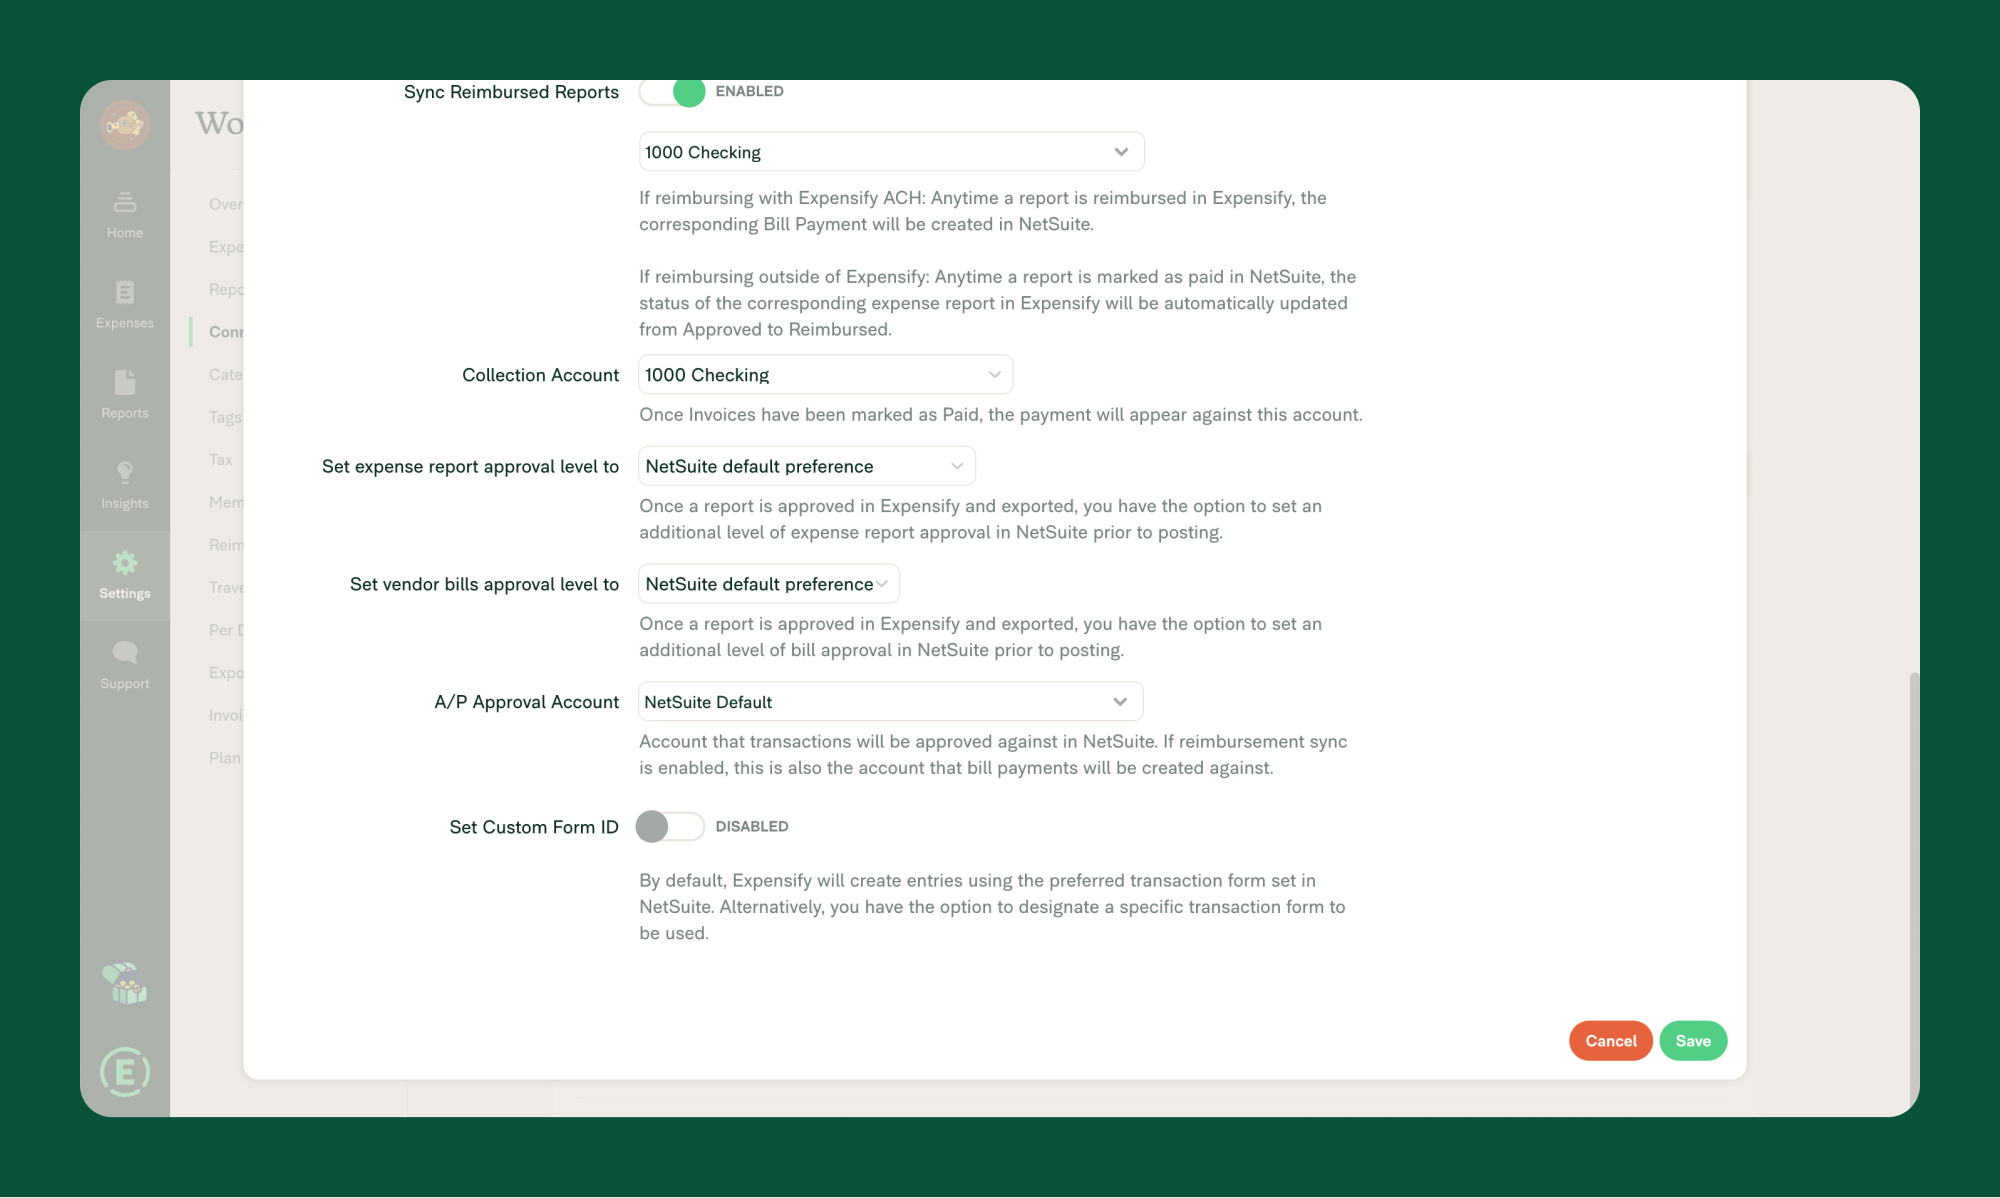 Sync Reimbursed Reports
ENABLED
1000 Checking
If reimbursing with Expensify ACH: Anytime a report is reimbursed in Expensify, the
corresponding Bill Payment will be created in NetSuite.
If reimbursing outside of Expensify: Anytime a report is marked as paid in NetSuite, the
status of the corresponding expense report in Expensify will be automatically updated
from Approved to Reimbursed.
Collection Account
1000 Checking
Once Invoices have been marked as Paid, the payment will appear against this account.
Set expense report approval level to
NetSuite default preference
Once a report is approved in Expensify and exported, you have the option to set an
additional level of expense report approval in NetSuite prior to posting.
Set vendor bills approval level to
NetSuite default preference
Once a report is approved in Expensify and exported, you have the option to set an
additional level of bill approval in NetSuite prior to posting.
A/P Approval Account
NetSuite Default
Account that transactions will be approved against in NetSuite. If reimbursement sync
is enabled, this is also the account that bill payments will be created against.
Set Custom Form ID
DISABLED
By default, Expensify will create entries using the preferred transaction form set in
NetSuite. Alternatively, you have the option to designate a specific transaction form to
be used.
Cancel
Save
Home
Expenses
Reports
Insights
Settings
Support
E
Wo
Over
Expe
Repo
Conn
Cate
Tags
Tax
Mem
Reim
Trave
Per D
Expo
Invoi
Plan